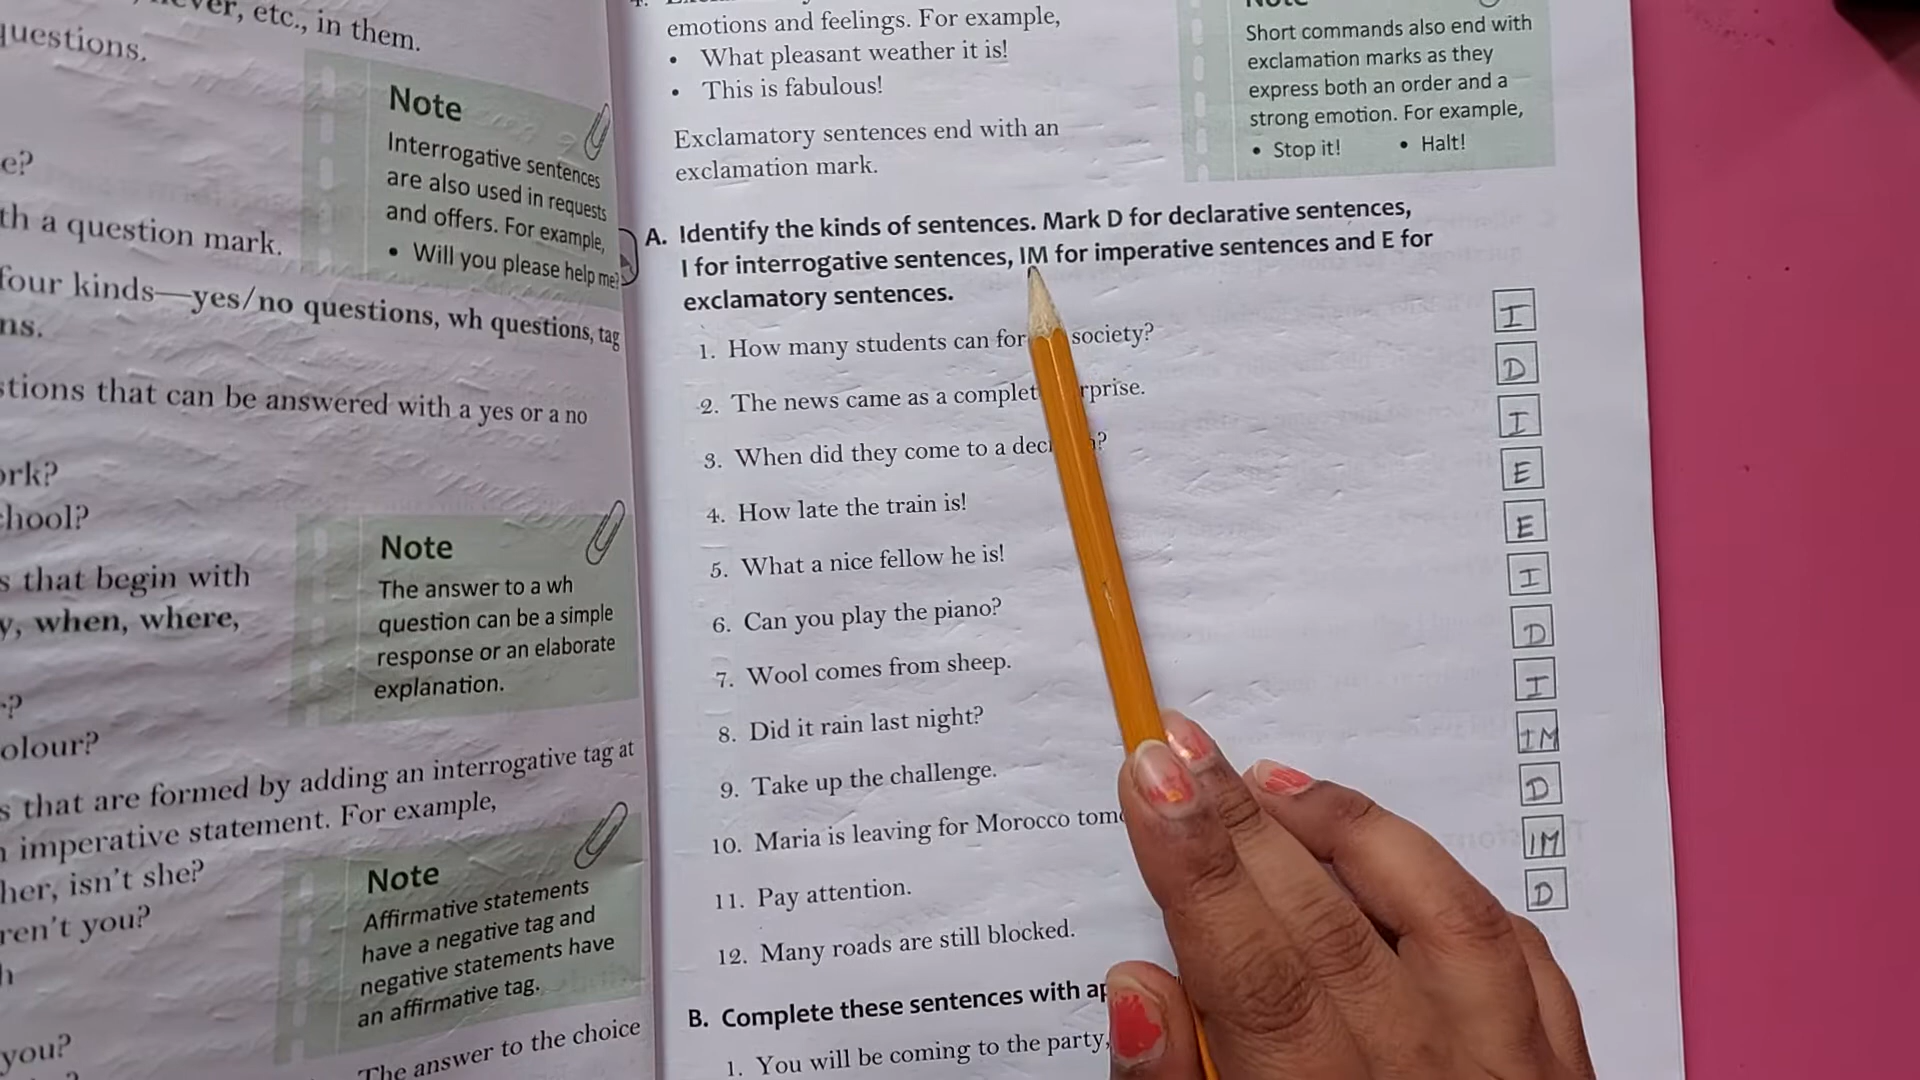 etc., in them.
questions.
Note
Interrogative sentences
are also used in requests
and offers. For example,
• Will you please help me?
e?
th a question mark.
four kinds—yes/no questions, wh questions, tag
ns.
stions that can be answered with a yes or a no
ork?
chool?
s that begin with
y, when, where,
Note
The answer to a wh
question can be a simple
response or an elaborate
explanation.
?
olour?
s that are formed by adding an interrogative tag at
imperative statement. For example,
her, isn't she?
ren't you?
h
Note
Affirmative statements
have a negative tag and
negative statements have
an affirmative tag.
you?
The answer to the choice
emotions and feelings. For example,
• What pleasant weather it is!
• This is fabulous!
Exclamatory sentences end with an
exclamation mark.
Note
Short commands also end with
exclamation marks as they
express both an order and a
strong emotion. For example,
• Stop it! • Halt!
A. Identify the kinds of sentences. Mark D for declarative sentences,
I for interrogative sentences, IM for imperative sentences and E for
exclamatory sentences.
1. How many students can for society? I
2. The news came as a complet rprise. D
3. When did they come to a deci ? I
4. How late the train is! E
5. What a nice fellow he is! E
6. Can you play the piano? I
7. Wool comes from sheep. D
8. Did it rain last night? I
9. Take up the challenge. IM
10. Maria is leaving for Morocco tom D
11. Pay attention. IM
12. Many roads are still blocked. D
B. Complete these sentences with ap
1. You will be coming to the party,